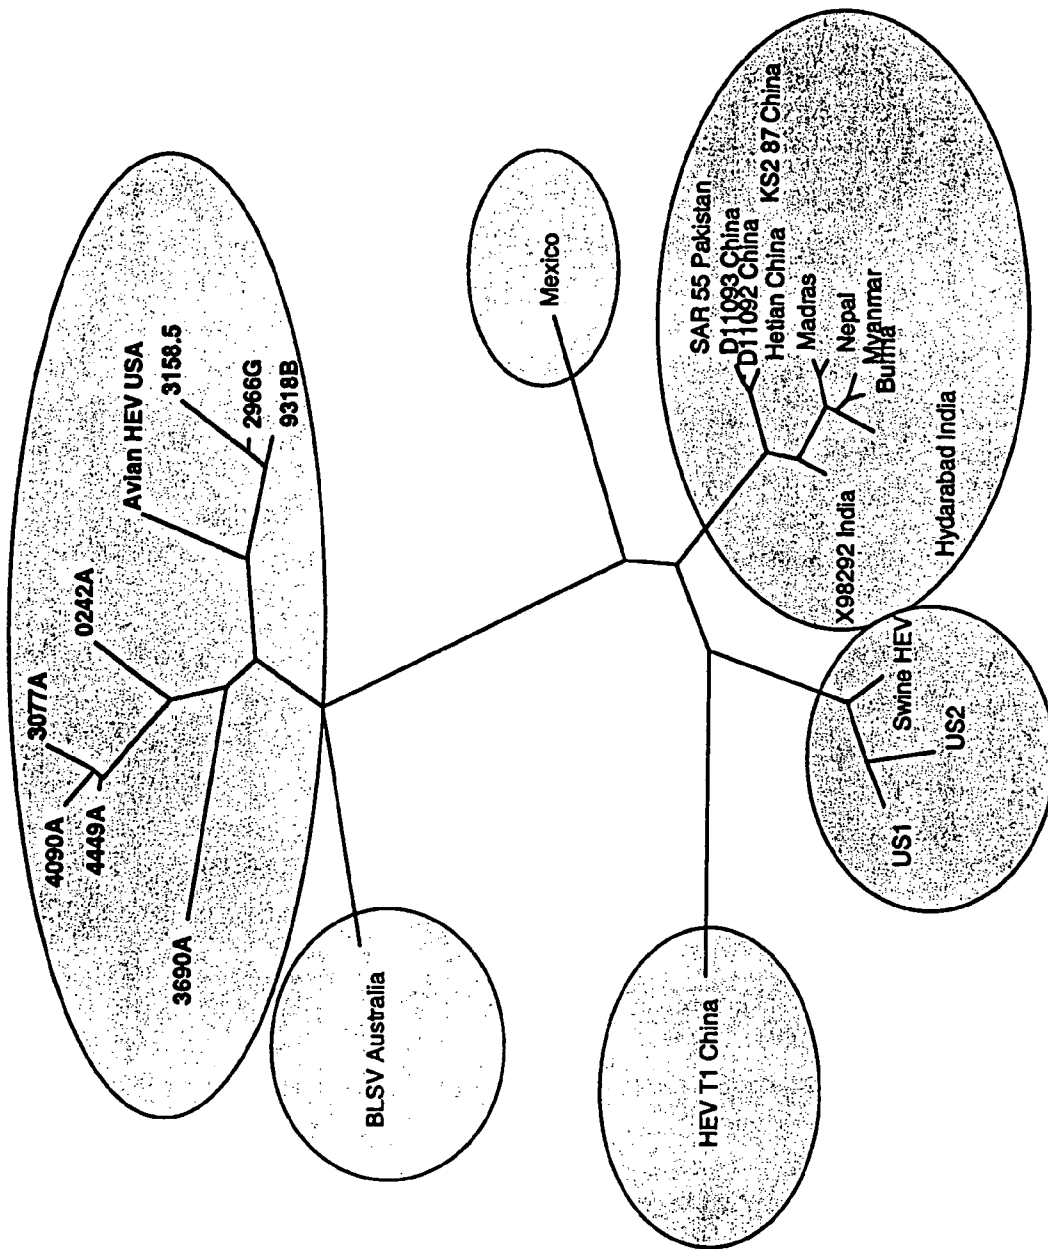 4090A
3077A
4449A
0242A
Avian HEV USA
3158.5
2966G
9318B
3690A
BLSV Australia
Mexico
HEV T1 China
SAR 55 Pakistan
D11093 China
D11092 China
Hetian China
KS2 87 China
Madras
Nepal
Myanmar
Burma
X98292 India
Hydarabad India
Swine HEV
US1
US2